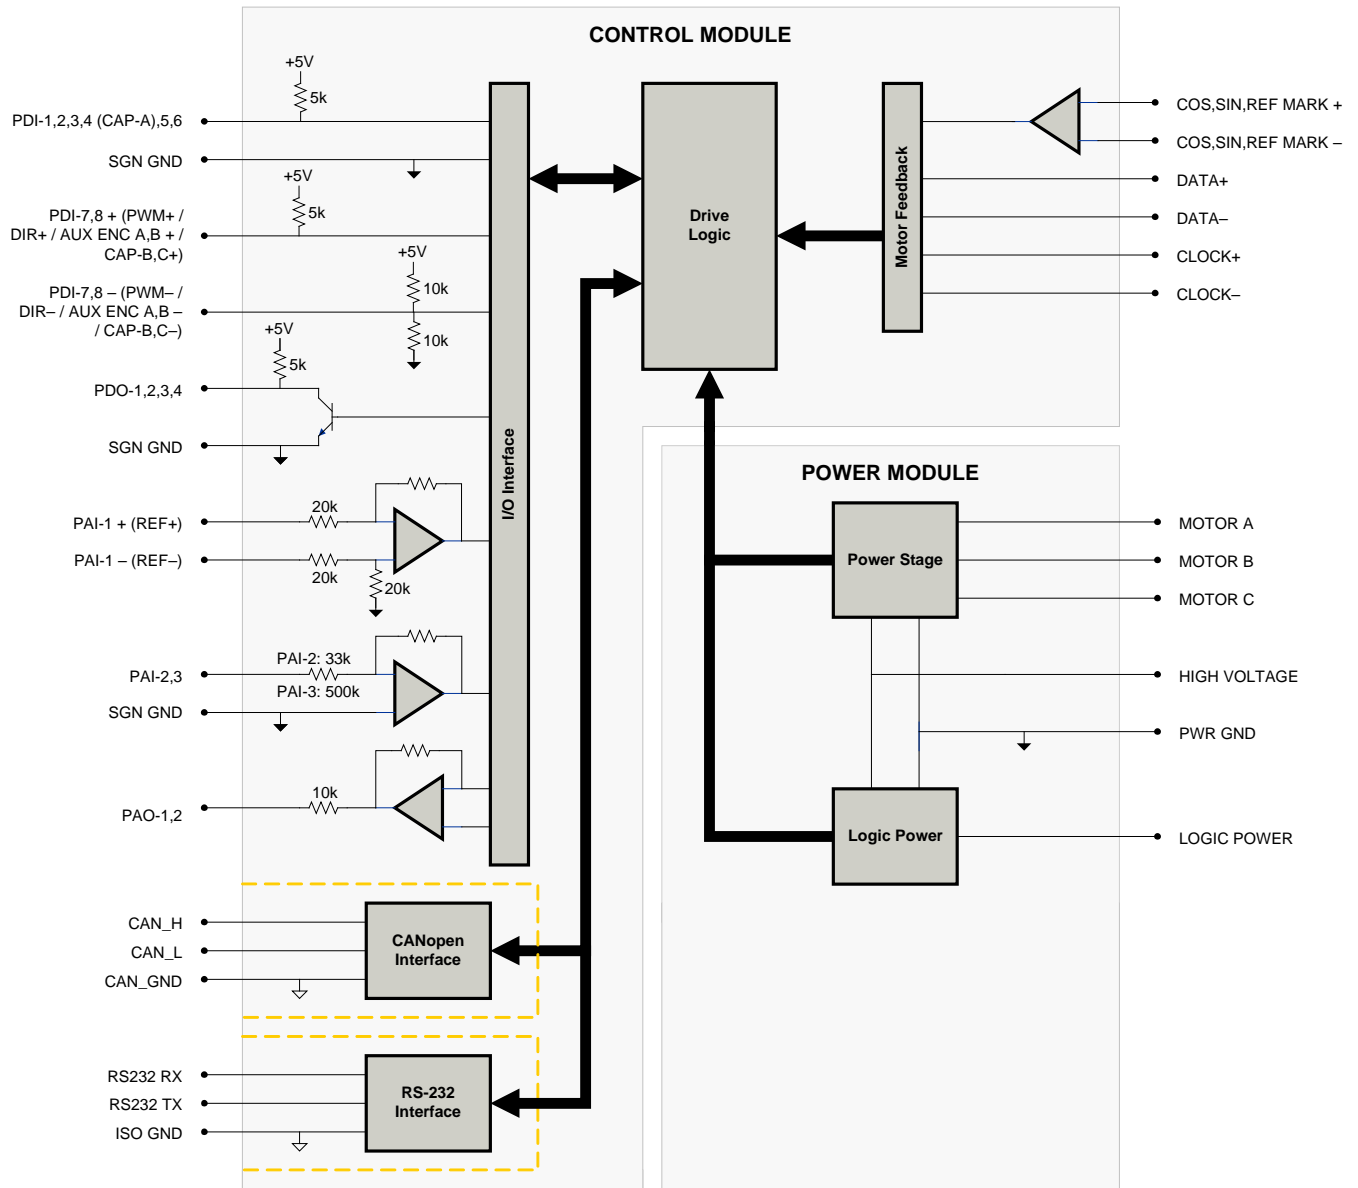 CONTROL MODULE
+5V
5k
PDI-1,2,3,4 (CAP-A),5,6
SGN GND
+5V
5k
PDI-7,8 + (PWM+ /
DIR+ / AUX ENC A,B + /
CAP-B,C+)
+5V
10k
PDI-7,8 – (PWM– /
DIR– / AUX ENC A,B –
/ CAP-B,C–)
10k
+5V
5k
PDO-1,2,3,4
SGN GND
20k
PAI-1 + (REF+)
PAI-1 – (REF–)
20k
20k
PAI-2: 33k
PAI-2,3
PAI-3: 500k
SGN GND
10k
PAO-1,2
I/O Interface
CAN_H
CAN_L
CAN_GND
CANopen
Interface
RS232 RX
RS232 TX
ISO GND
RS-232
Interface
Drive
Logic
Motor Feedback
COS,SIN,REF MARK +
COS,SIN,REF MARK –
DATA+
DATA–
CLOCK+
CLOCK–
POWER MODULE
Power Stage
MOTOR A
MOTOR B
MOTOR C
HIGH VOLTAGE
PWR GND
Logic Power
LOGIC POWER